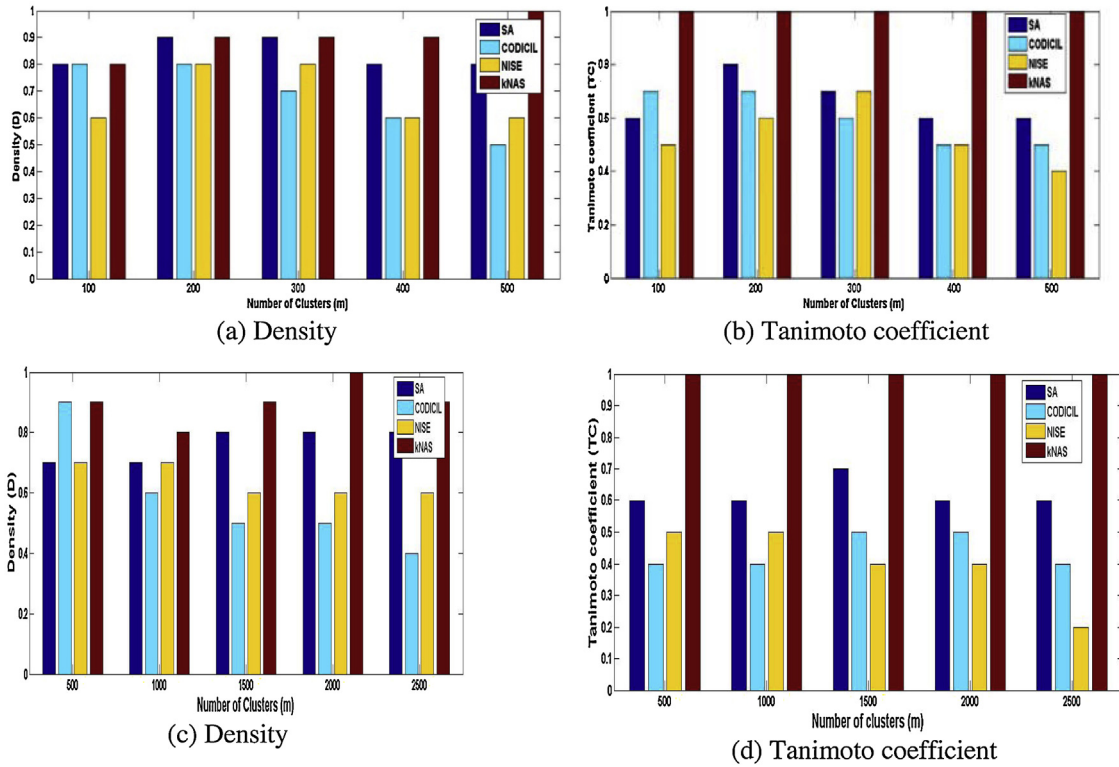 1
0.9
0.8
0.7
0.6
0.5
0.4
0.3
0.2
0.1
0
Density (D)
SA
CODICIL
NISE
kNAS
100 200 300 400 500
Number of Clusters (m)
(a) Density
1
0.8
0.6
0.4
0.2
0
Tanimoto coefficient (TC)
SA
CODICIL
NISE
kNAS
100 200 300 400 500
Number of Clusters (m)
(b) Tanimoto coefficient
1
0.8
0.6
0.4
0.2
0
Density (D)
SA
CODICIL
NISE
kNAS
500 1000 1500 2000 2500
Number of Clusters (m)
(c) Density
1
0.9
0.8
0.7
0.6
0.5
0.4
0.3
0.2
0.1
0
Tanimoto coefficient (TC)
SA
CODICIL
NISE
kNAS
500 1000 1500 2000 2500
Number of clusters (m)
(d) Tanimoto coefficient